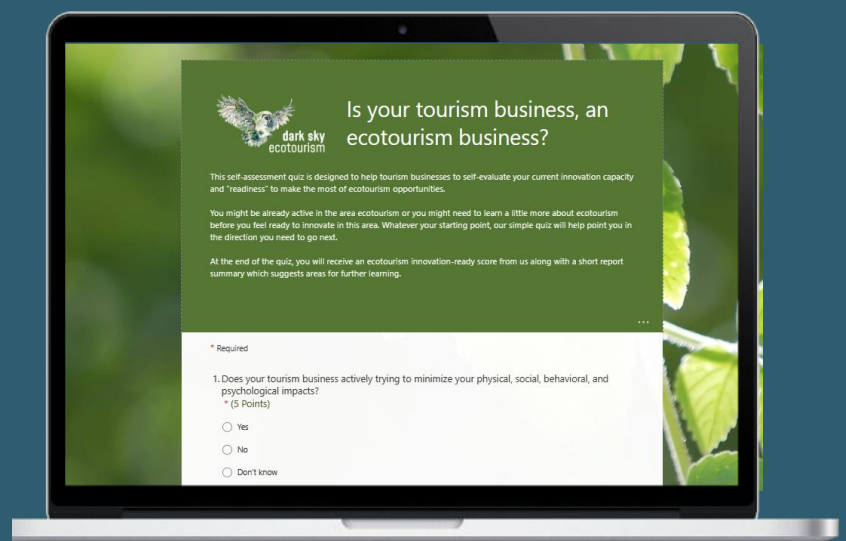 dark sky
ecotourism
Is your tourism business, an
ecotourism business?
This self-assessment quiz is designed to help tourism businesses to self-evaluate your current innovation capacity
and "readiness" to make the most of ecotourism opportunities.
You might be already active in the area ecotourism or you might need to learn a little more about ecotourism
before you feel ready to innovate in this area. Whatever your starting point, our simple quiz will help point you in
the direction you need to go next.
At the end of the quiz, you will receive an ecotourism innovation-ready score from us along with a short report
summary which suggests areas for further learning.
...
* Required
1. Does your tourism business actively trying to minimize your physical, social, behavioral, and
psychological impacts?
* (5 Points)
Yes
No
Don't know